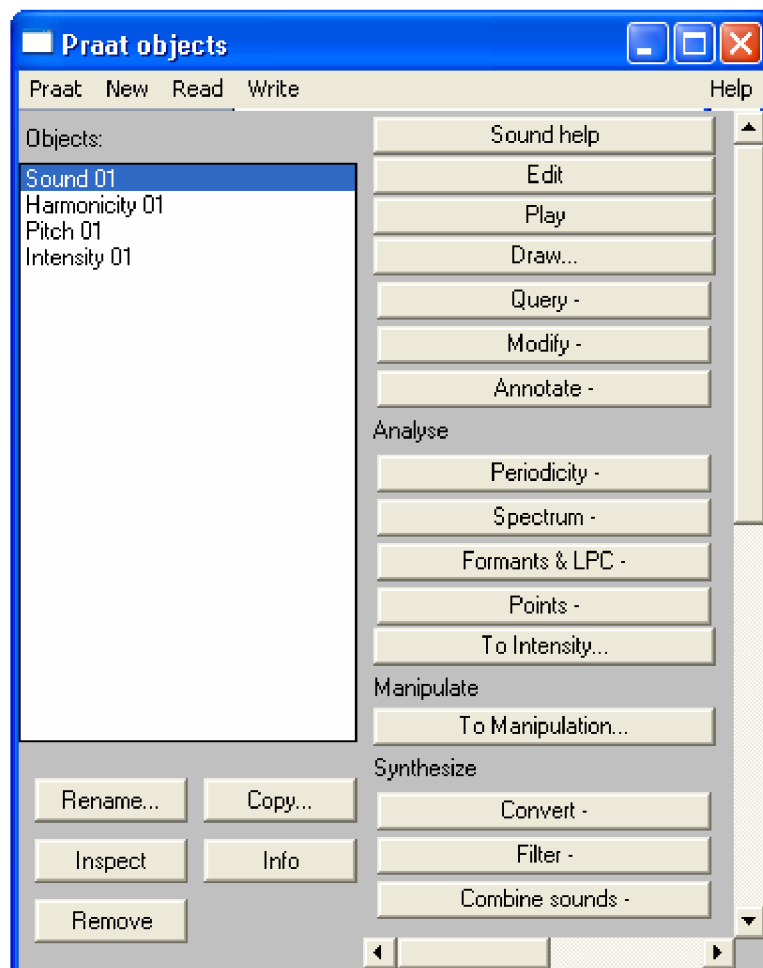 Praat objects
Praat New Read Write Help
Objects:
Sound 01
Harmonicity 01
Pitch 01
Intensity 01
Sound help
Edit
Play
Draw...
Query -
Modify -
Annotate -
Analyse
Periodicity -
Spectrum -
Formants & LPC -
Points -
To Intensity...
Manipulate
To Manipulation...
Synthesize
Convert -
Filter -
Combine sounds -
Rename... Copy...
Inspect Info
Remove